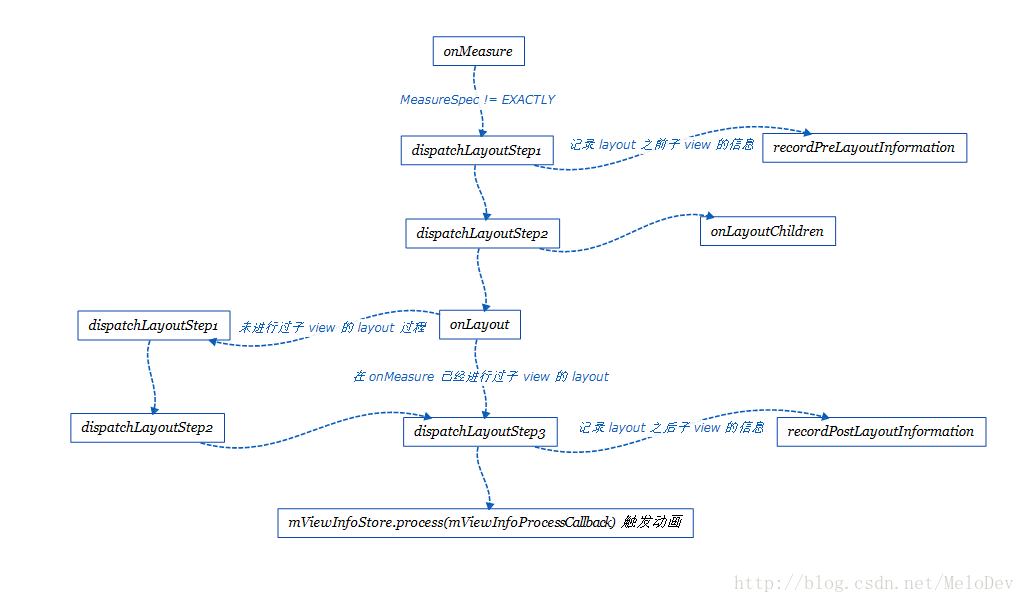 onMeasure
MeasureSpec != EXACTLY
dispatchLayoutStep1
记录 layout 之前子 view 的信息
recordPreLayoutInformation
dispatchLayoutStep2
onLayoutChildren
dispatchLayoutStep1
未进行过子 view 的 layout 过程
onLayout
在 onMeasure 已经进行过子 view 的 layout
dispatchLayoutStep2
dispatchLayoutStep3
记录 layout 之后子 view 的信息
recordPostLayoutInformation
mViewInfoStore.process(mViewInfoProcessCallback) 触发动画
http://blog.csdn.net/MeloDev